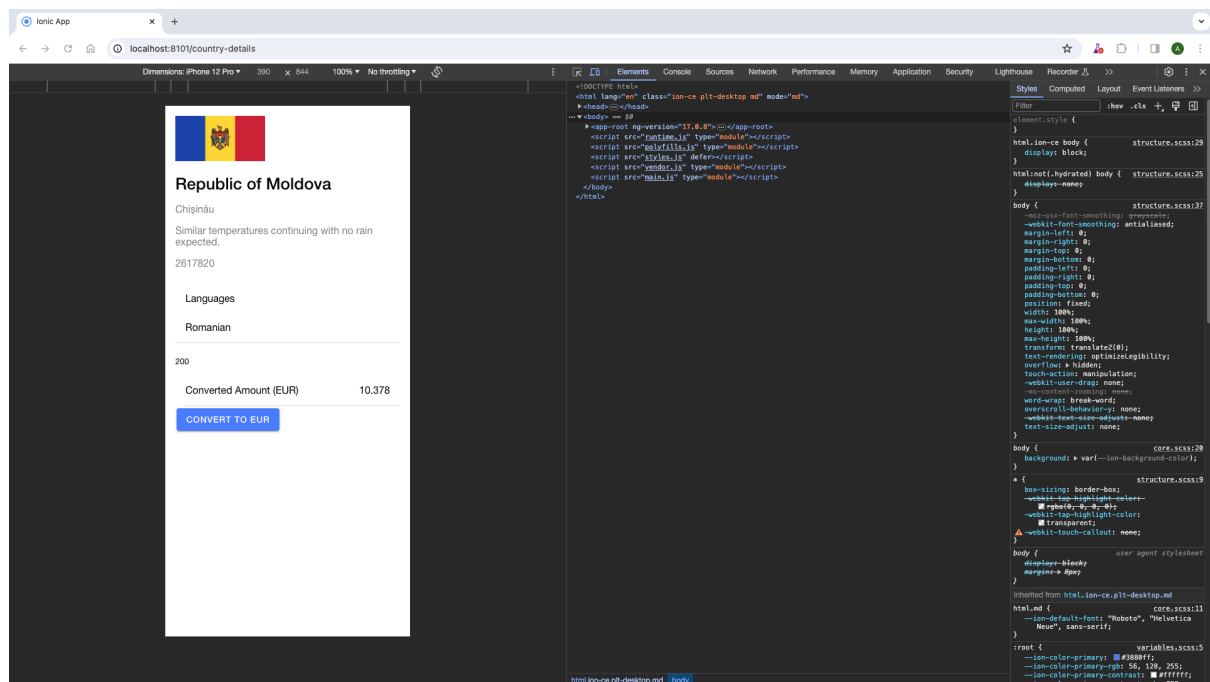 Ionic App
localhost:8101/country-details
Dimensions: iPhone 12 Pro ▾ 390 × 844 100% ▾ No throttling ▾
Republic of Moldova
Chișinău
Similar temperatures continuing with no rain
expected.
2617820
Languages
Romanian
200
Converted Amount (EUR) 10.378
CONVERT TO EUR
Elements Console Sources Network Performance Memory Application Security Lighthouse Recorder
<!DOCTYPE html>
<html lang="en" class="ion-ce plt-desktop md" mode="md">
▶<head>…</head>
… ▼<body> == $0
▶<app-root ng-version="17.0.8">…</app-root>
<script src="runtime.js" type="module"></script>
<script src="polyfills.js" type="module"></script>
<script src="styles.js" defer></script>
<script src="vendor.js" type="module"></script>
<script src="main.js" type="module"></script>
</body>
</html>
html.ion-ce.plt-desktop.md body
Styles Computed Layout Event Listeners
Filter :hov .cls
element.style {
}
html.ion-ce body { structure.scss:29
display: block;
}
html:not(.hydrated) body { structure.scss:25
display: none;
}
body { structure.scss:37
-moz-osx-font-smoothing: grayscale;
-webkit-font-smoothing: antialiased;
margin-left: 0;
margin-right: 0;
margin-top: 0;
margin-bottom: 0;
padding-left: 0;
padding-right: 0;
padding-top: 0;
padding-bottom: 0;
position: fixed;
width: 100%;
max-width: 100%;
height: 100%;
max-height: 100%;
transform: translateZ(0);
text-rendering: optimizeLegibility;
overflow: ▶ hidden;
touch-action: manipulation;
-webkit-user-drag: none;
-ms-content-zooming: none;
word-wrap: break-word;
overscroll-behavior-y: none;
-webkit-text-size-adjust: none;
text-size-adjust: none;
}
body { core.scss:20
background: ▶ var(--ion-background-color);
}
* { structure.scss:9
box-sizing: border-box;
-webkit-tap-highlight-color:
rgba(0, 0, 0, 0);
-webkit-tap-highlight-color:
transparent;
-webkit-touch-callout: none;
}
body { user agent stylesheet
display: block;
margin: ▶ 8px;
}
Inherited from html.ion-ce.plt-desktop.md
html.md { core.scss:11
--ion-default-font: "Roboto", "Helvetica
Neue", sans-serif;
}
:root { variables.scss:5
--ion-color-primary: #3880ff;
--ion-color-primary-rgb: 56, 128, 255;
--ion-color-primary-contrast: #ffffff;